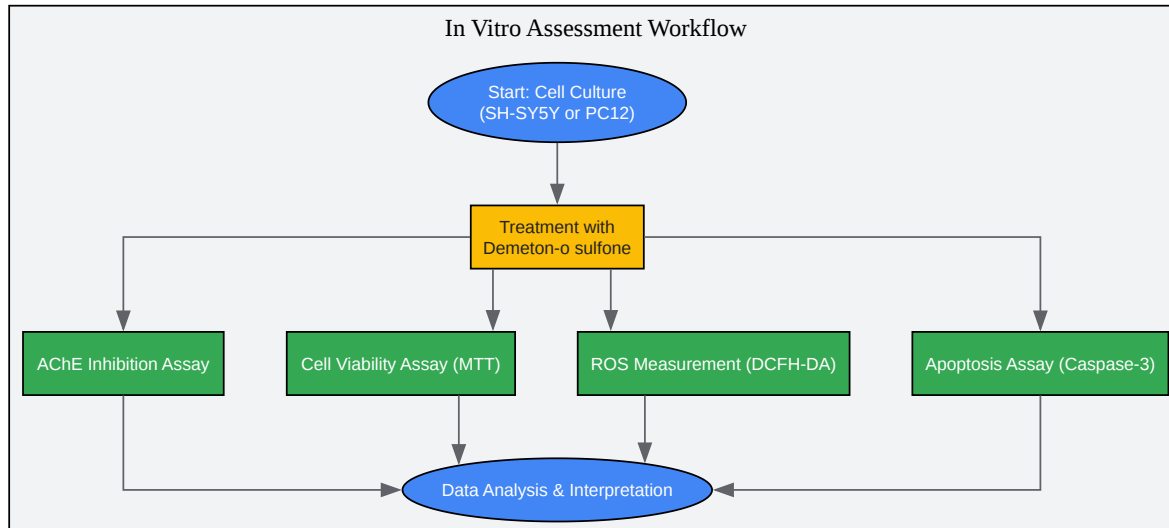 In Vitro Assessment Workflow
Start: Cell Culture
(SH-SY5Y or PC12)
Treatment with
Demeton-o sulfone
AChE Inhibition Assay
Cell Viability Assay (MTT)
ROS Measurement (DCFH-DA)
Apoptosis Assay (Caspase-3)
Data Analysis & Interpretation